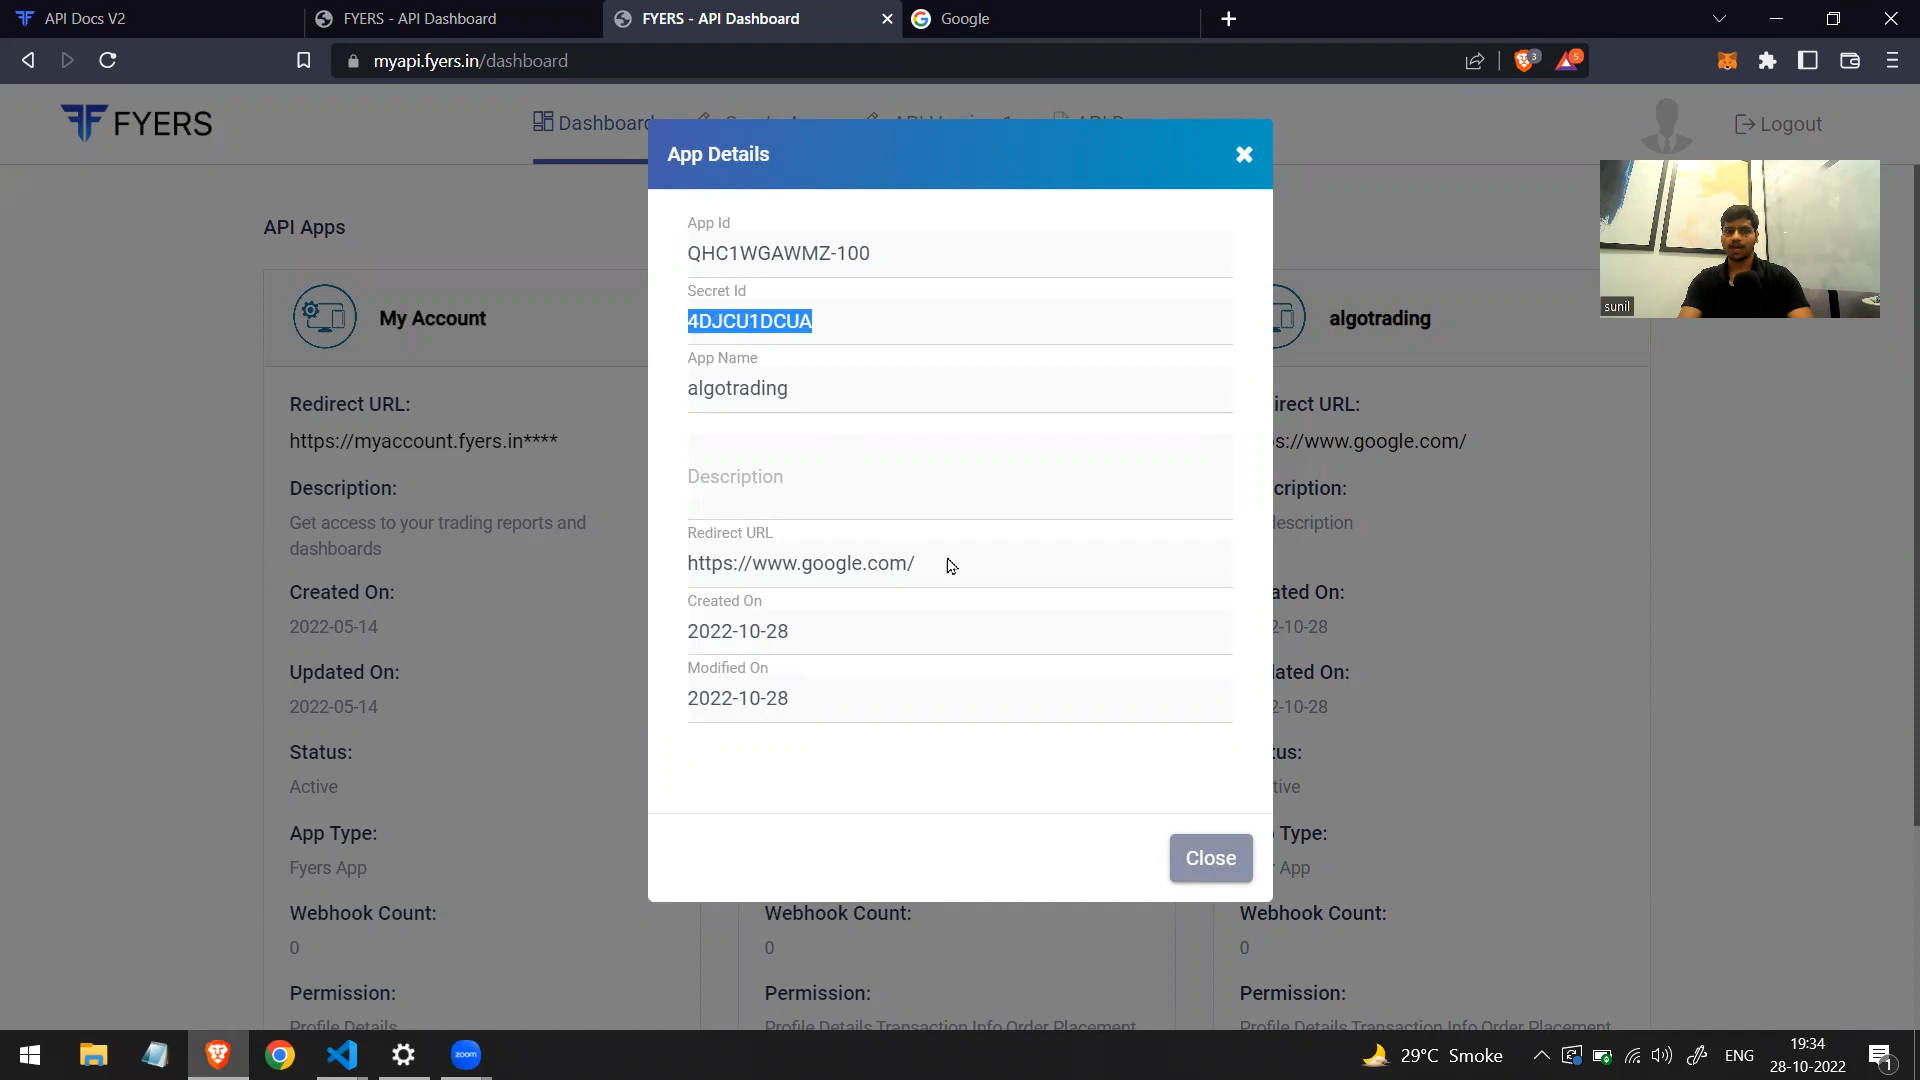 API Docs V2
FYERS - API Dashboard
FYERS - API Dashboard
Google
myapi.fyers.in/dashboard
3
5
FYERS
Dashboard
Logout
App Details
App Id
QHC1WGAWMZ-100
Secret Id
4DJCU1DCUA
App Name
algotrading
Description
Redirect URL
https://www.google.com/
Created On
2022-10-28
Modified On
2022-10-28
Close
sunil
API Apps
My Account
Redirect URL:
https://myaccount.fyers.in****
Description:
Get access to your trading reports and
dashboards
Created On:
2022-05-14
Updated On:
2022-05-14
Status:
Active
App Type:
Fyers App
Webhook Count:
0
Permission:
Profile Details
Webhook Count:
0
Permission:
Profile Details Transaction Info Order Placement
algotrading
irect URL:
s://www.google.com/
cription:
description
ated On:
2-10-28
lated On:
2-10-28
tus:
tive
Type:
App
Webhook Count:
0
Permission:
Profile Details Transaction Info Order Placement
zoom
29°C Smoke
ENG
19:34
28-10-2022
1